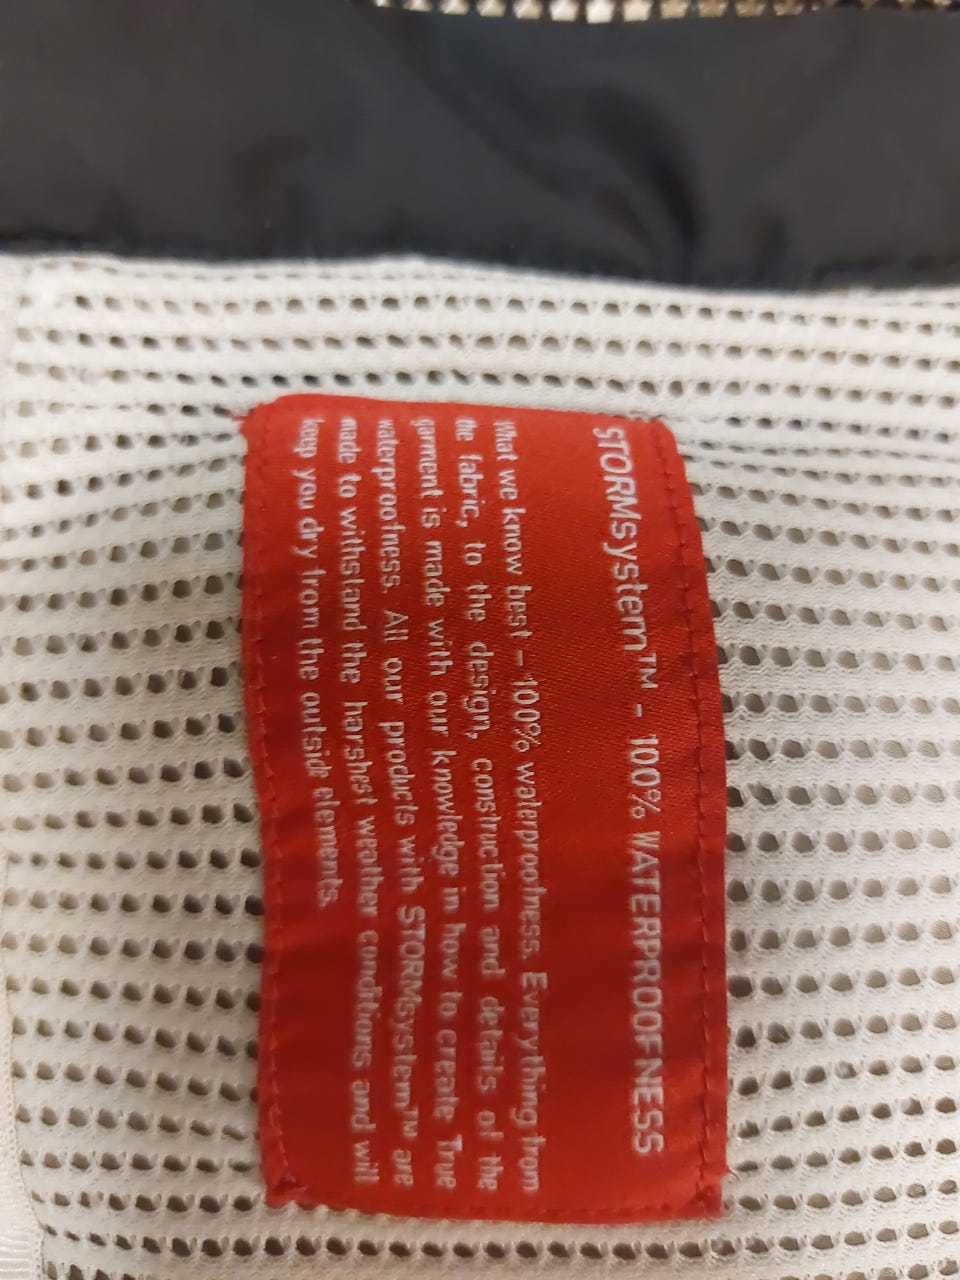 STORMsystem™ - 100% WATERPROOFNESS
What we know best - 100% waterprootness. Everything from
the fabric, to the design, construction and details of the
garment is made with our knowledge in how to create True
waterprootness. All our products with STORMsystem™ are
made to withstand the harshest weather conditions and will
keep you dry from the outside elements.